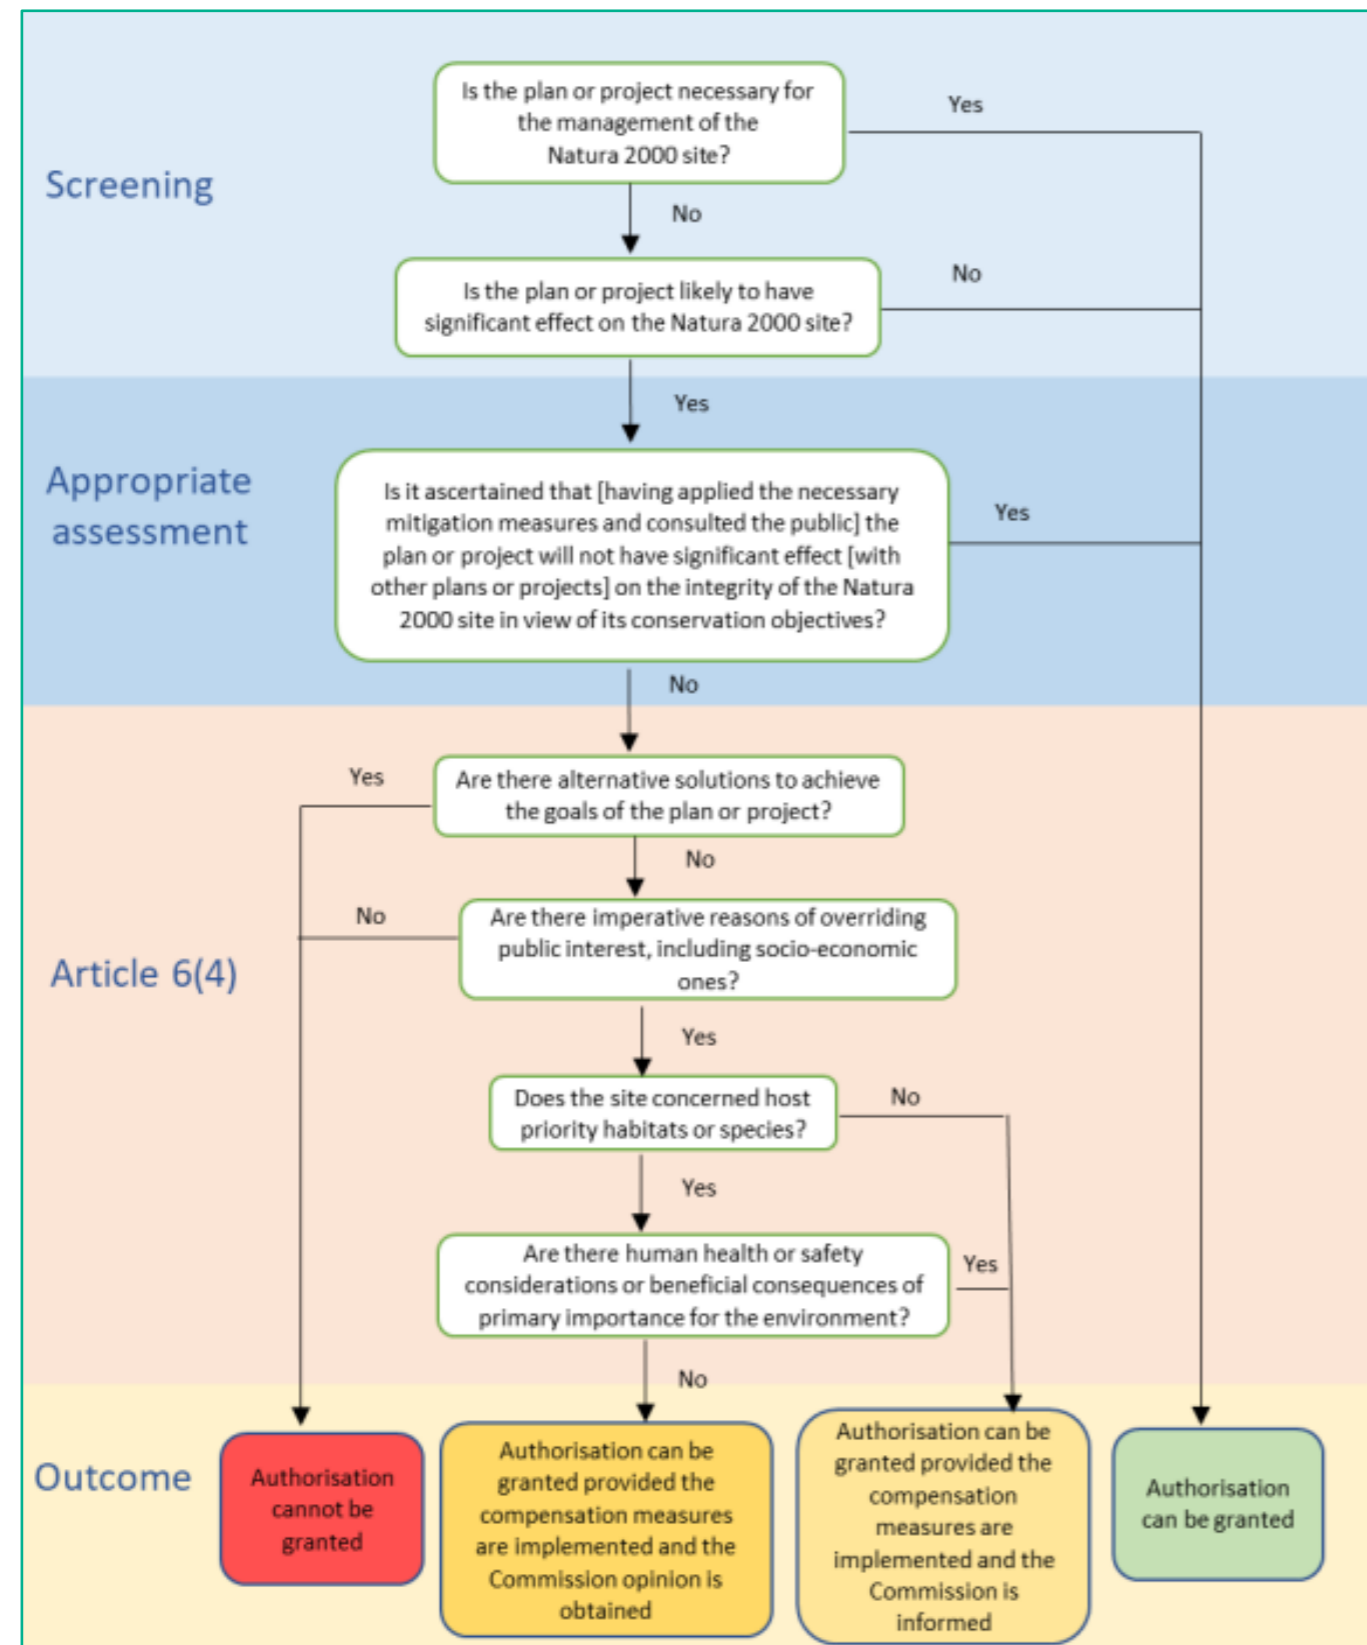 Is the plan or project necessary for
the management of the
Natura 2000 site?
Yes
Screening
No
Is the plan or project likely to have
significant effect on the Natura 2000 site?
No
Yes
Appropriate
assessment
Is it ascertained that [having applied the necessary
mitigation measures and consulted the public] the
plan or project will not have significant effect [with
other plans or projects] on the integrity of the Natura
2000 site in view of its conservation objectives?
Yes
No
Are there alternative solutions to achieve
the goals of the plan or project?
Yes
No
Are there imperative reasons of overriding
public interest, including socio-economic
ones?
No
Article 6(4)
Yes
Does the site concerned host
priority habitats or species?
No
Yes
Are there human health or safety
considerations or beneficial consequences of
primary importance for the environment?
Yes
No
Outcome
Authorisation
cannot be
granted
Authorisation can be
granted provided the
compensation measures
are implemented and the
Commission opinion is
obtained
Authorisation can be
granted provided the
compensation
measures are
implemented and the
Commission is
informed
Authorisation
can be granted